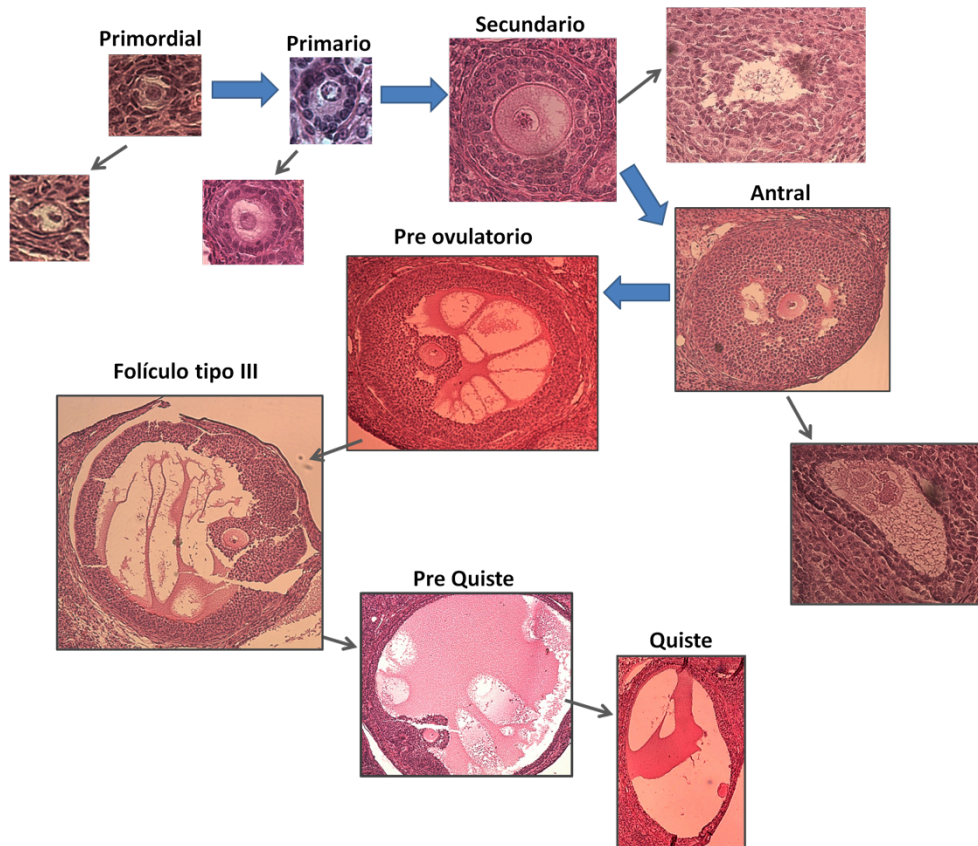 Primordial
Primario
Secundario
Antral
Pre ovulatorio
Folículo tipo III
Pre Quiste
Quiste